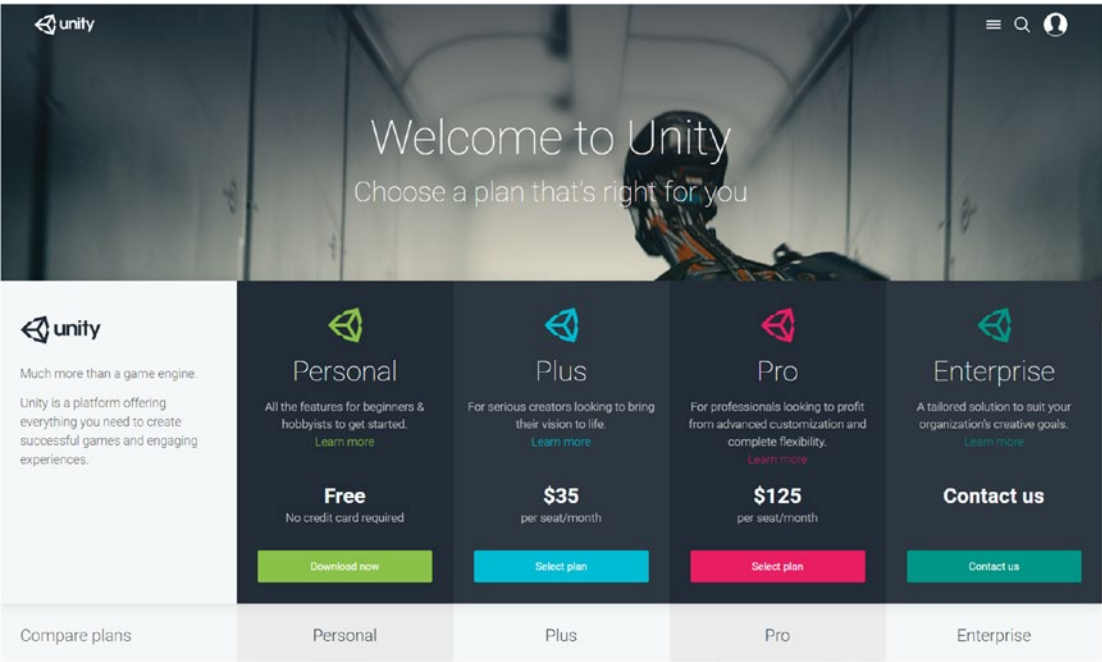 unity
Welcome to Unity
Choose a plan that's right for you
unity
Much more than a game engine.
Unity is a platform offering
everything you need to create
successful games and engaging
experiences.
Personal
All the features for beginners &
hobbyists to get started.
Learn more
Free
No credit card required
Download now
Plus
For serious creators looking to bring
their vision to life.
Learn more
$35
per seat/month
Select plan
Pro
For professionals looking to profit
from advanced customization and
complete flexibility.
Learn more
$125
per seat/month
Select plan
Enterprise
A tailored solution to suit your
organization's creative goals.
Learn more
Contact us
Contact us
Compare plans
Personal
Plus
Pro
Enterprise